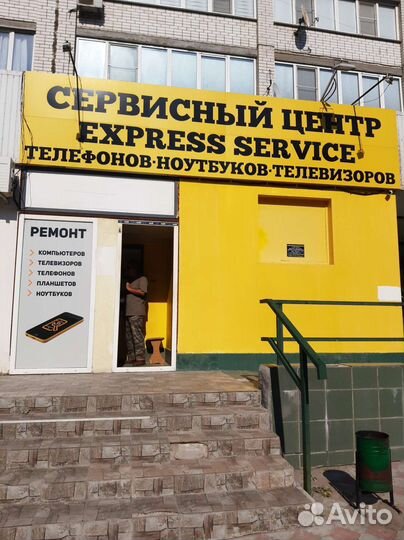 СЕРВИСНЫЙ ЦЕНТР
EXPRESS SERVICE
ТЕЛЕФОНОВ·НОУТБУКОВ·ТЕЛЕВИЗОРОВ
РЕМОНТ
КОМПЬЮТЕРОВ
ТЕЛЕВИЗОРОВ
ТЕЛЕФОНОВ
ПЛАНШЕТОВ
НОУТБУКОВ
Avito